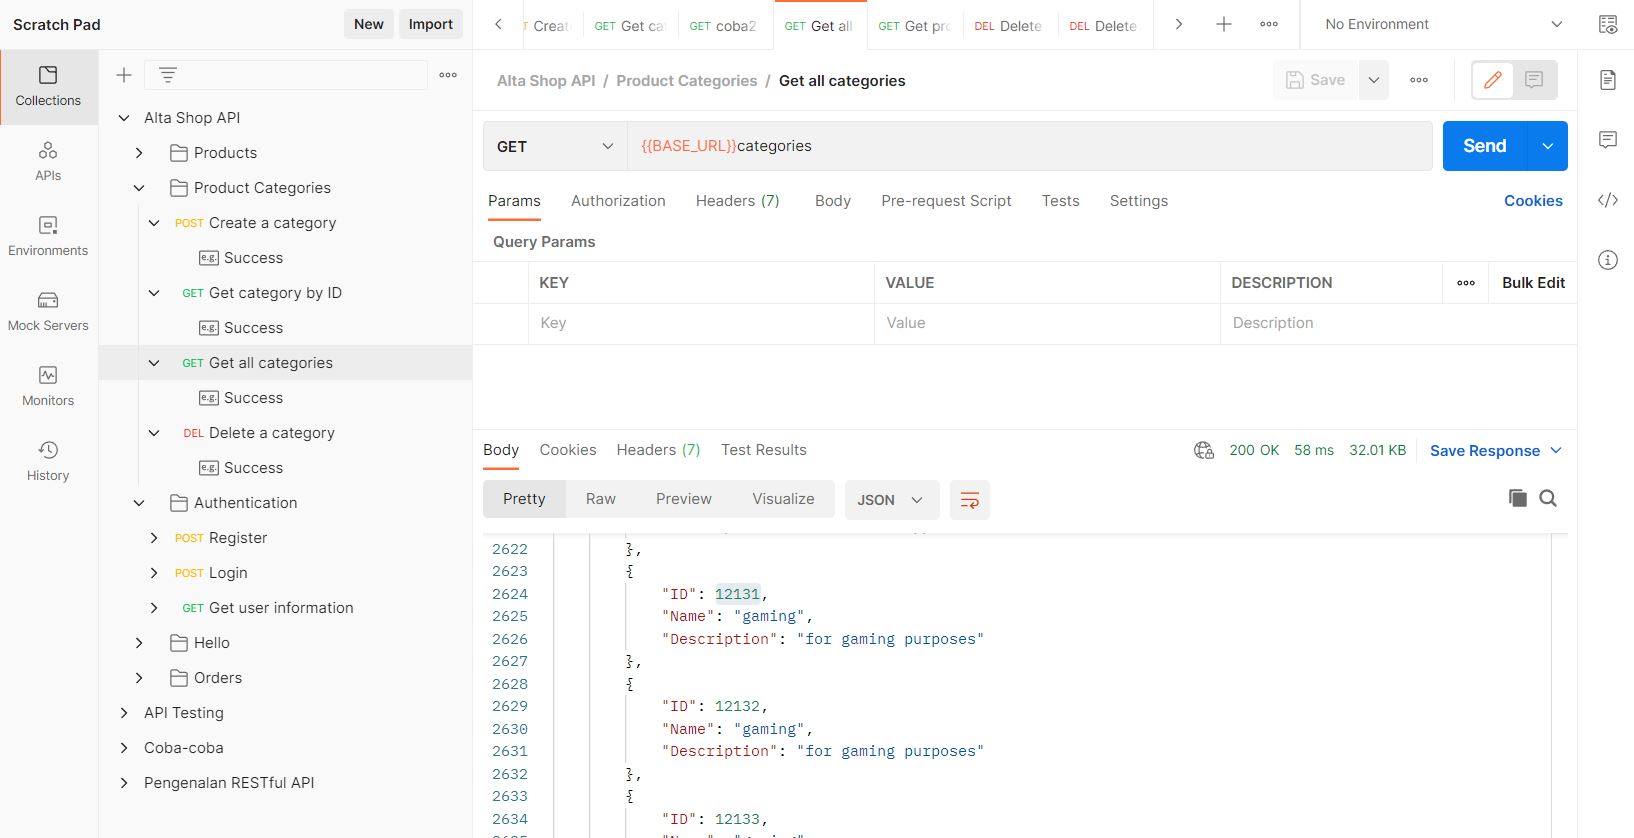 Scratch Pad
New
Import
Create
GET Get ca
GET coba2
GET Get all
GET Get pro
DEL Delete
DEL Delete
No Environment
Collections
APIs
Environments
Mock Servers
Monitors
History
Alta Shop API
Products
Product Categories
POST Create a category
e.g. Success
GET Get category by ID
e.g. Success
GET Get all categories
e.g. Success
DEL Delete a category
e.g. Success
Authentication
POST Register
POST Login
GET Get user information
Hello
Orders
API Testing
Coba-coba
Pengenalan RESTful API
Alta Shop API / Product Categories / Get all categories
Save
GET
{{BASE_URL}}categories
Send
Params Authorization Headers (7) Body Pre-request Script Tests Settings
Cookies
Query Params
KEY VALUE DESCRIPTION
Bulk Edit
Key Value Description
Body Cookies Headers (7) Test Results
200 OK 58 ms 32.01 KB
Save Response
Pretty Raw Preview Visualize
JSON
2622 },
2623 {
2624 "ID": 12131,
2625 "Name": "gaming",
2626 "Description": "for gaming purposes"
2627 },
2628 {
2629 "ID": 12132,
2630 "Name": "gaming",
2631 "Description": "for gaming purposes"
2632 },
2633 {
2634 "ID": 12133,